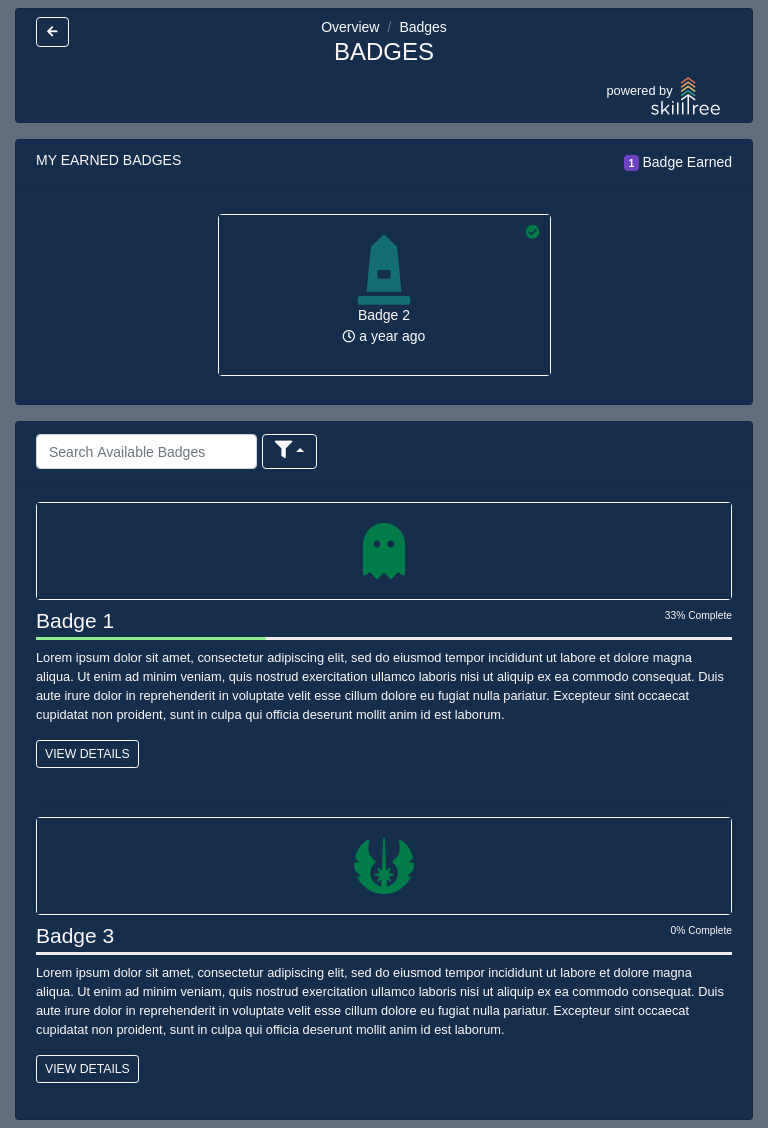 Overview / Badges
BADGES
powered by
skilltree
MY EARNED BADGES
1 Badge Earned
Badge 2
a year ago
Search Available Badges
Badge 1
33% Complete
Lorem ipsum dolor sit amet, consectetur adipiscing elit, sed do eiusmod tempor incididunt ut labore et dolore magna
aliqua. Ut enim ad minim veniam, quis nostrud exercitation ullamco laboris nisi ut aliquip ex ea commodo consequat. Duis
aute irure dolor in reprehenderit in voluptate velit esse cillum dolore eu fugiat nulla pariatur. Excepteur sint occaecat
cupidatat non proident, sunt in culpa qui officia deserunt mollit anim id est laborum.
VIEW DETAILS
Badge 3
0% Complete
Lorem ipsum dolor sit amet, consectetur adipiscing elit, sed do eiusmod tempor incididunt ut labore et dolore magna
aliqua. Ut enim ad minim veniam, quis nostrud exercitation ullamco laboris nisi ut aliquip ex ea commodo consequat. Duis
aute irure dolor in reprehenderit in voluptate velit esse cillum dolore eu fugiat nulla pariatur. Excepteur sint occaecat
cupidatat non proident, sunt in culpa qui officia deserunt mollit anim id est laborum.
VIEW DETAILS